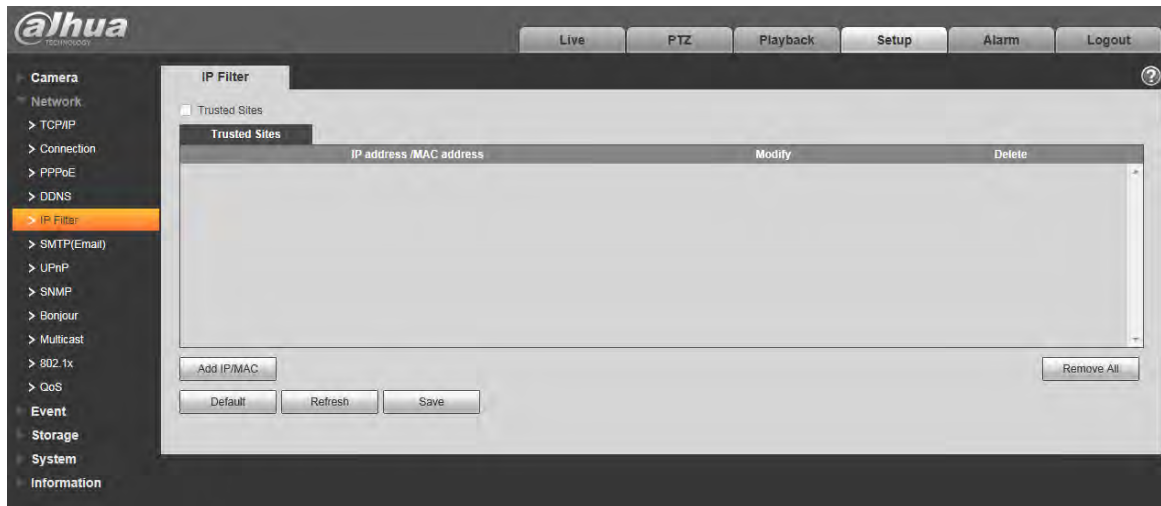 alhua
TECHNOLOGY
Live PTZ Playback Setup Alarm Logout
Camera
Network
> TCP/IP
> Connection
> PPPoE
> DDNS
> IP Filter
> SMTP(Email)
> UPnP
> SNMP
> Bonjour
> Multicast
> 802.1x
> QoS
Event
Storage
System
Information
IP Filter
?
Trusted Sites
Trusted Sites
IP address /MAC address Modify Delete
Add IP/MAC Remove All
Default Refresh Save